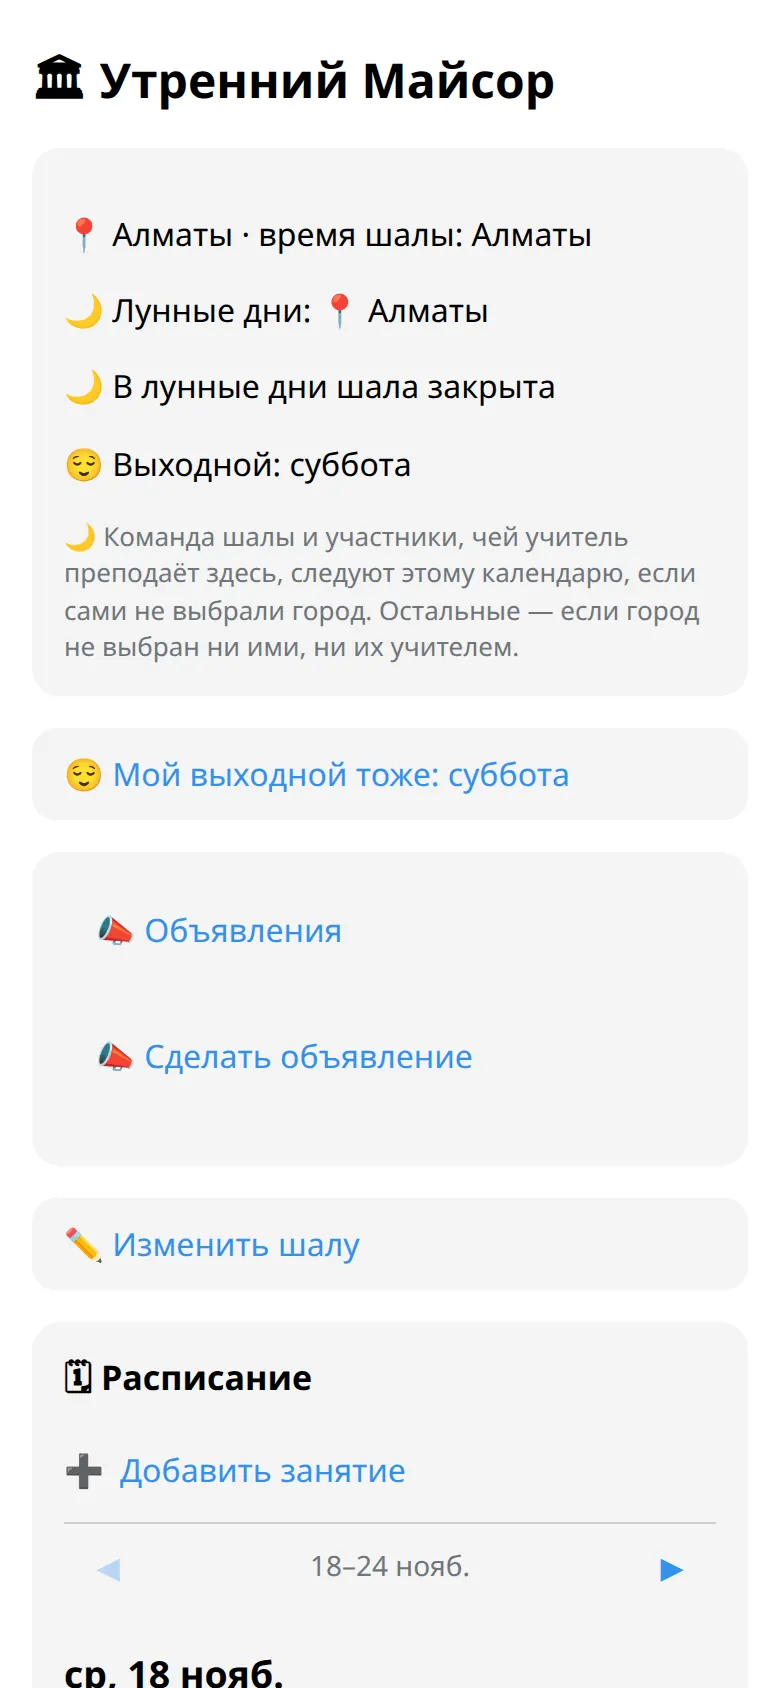 🏛 Утренний Майсор
📍 Алматы · время шалы: Алматы
🌙 Лунные дни: 📍 Алматы
🌙 В лунные дни шала закрыта
😌 Выходной: суббота
🌙 Команда шалы и участники, чей учитель
преподаёт здесь, следуют этому календарю, если
сами не выбрали город. Остальные — если город
не выбран ни ими, ни их учителем.
😌 Мой выходной тоже: суббота
📣 Объявления
📣 Сделать объявление
✏️ Изменить шалу
🗓 Расписание
➕ Добавить занятие
◀ 18–24 нояб. ▶
ср, 18 нояб.